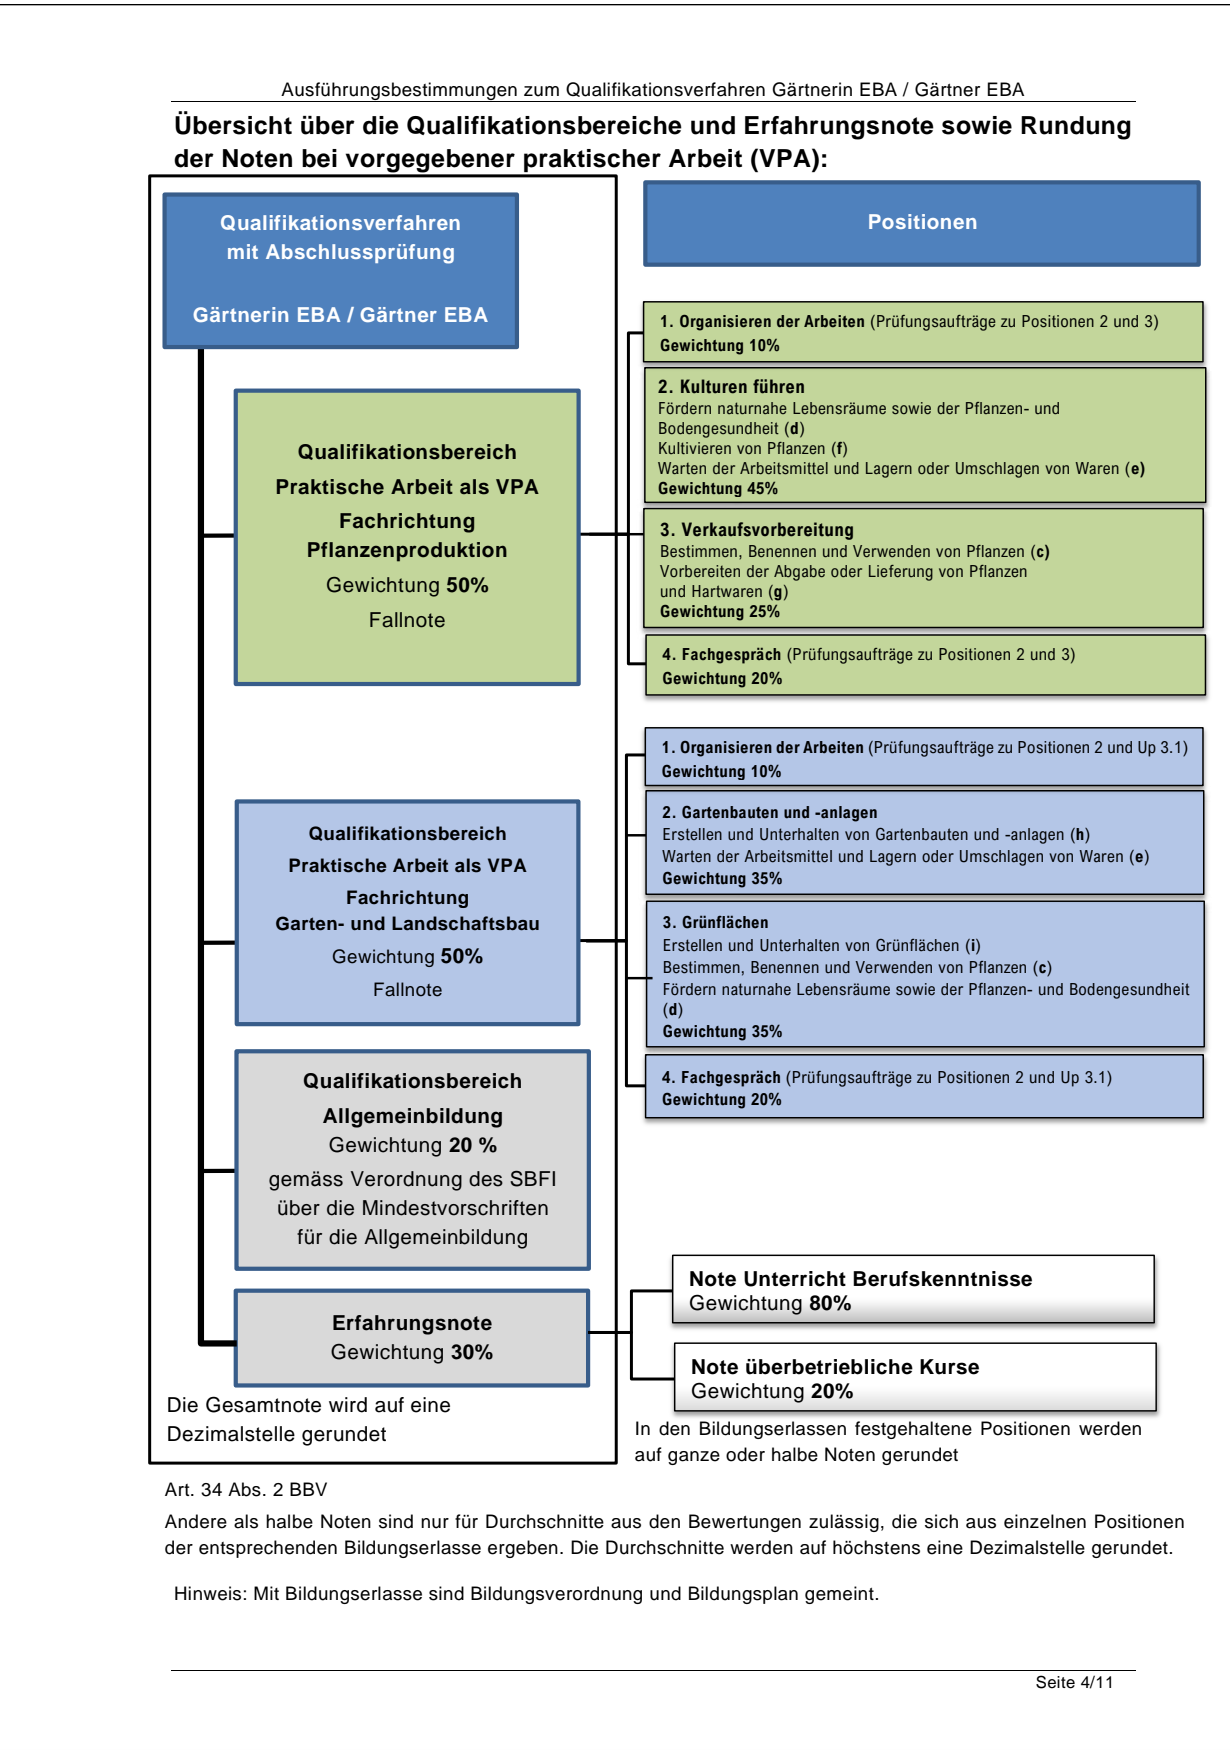 Ausführungsbestimmungen zum Qualifikationsverfahren Gärtnerin EBA / Gärtner EBA
Übersicht über die Qualifikationsbereiche und Erfahrungsnote sowie Rundung
der Noten bei vorgegebener praktischer Arbeit (VPA):
Qualifikationsverfahren
mit Abschlussprüfung
Gärtnerin EBA / Gärtner EBA
Positionen
Qualifikationsbereich
Praktische Arbeit als VPA
Fachrichtung
Pflanzenproduktion
Gewichtung 50%
Fallnote
1. Organisieren der Arbeiten (Prüfungsaufträge zu Positionen 2 und 3)
Gewichtung 10%
2. Kulturen führen
Fördern naturnahe Lebensräume sowie der Pflanzen- und
Bodengesundheit (d)
Kultivieren von Pflanzen (f)
Warten der Arbeitsmittel und Lagern oder Umschlagen von Waren (e)
Gewichtung 45%
3. Verkaufsvorbereitung
Bestimmen, Benennen und Verwenden von Pflanzen (c)
Vorbereiten der Abgabe oder Lieferung von Pflanzen
und Hartwaren (g)
Gewichtung 25%
4. Fachgespräch (Prüfungsaufträge zu Positionen 2 und 3)
Gewichtung 20%
Qualifikationsbereich
Praktische Arbeit als VPA
Fachrichtung
Garten- und Landschaftsbau
Gewichtung 50%
Fallnote
1. Organisieren der Arbeiten (Prüfungsaufträge zu Positionen 2 und Up 3.1)
Gewichtung 10%
2. Gartenbauten und -anlagen
Erstellen und Unterhalten von Gartenbauten und -anlagen (h)
Warten der Arbeitsmittel und Lagern oder Umschlagen von Waren (e)
Gewichtung 35%
3. Grünflächen
Erstellen und Unterhalten von Grünflächen (i)
Bestimmen, Benennen und Verwenden von Pflanzen (c)
Fördern naturnahe Lebensräume sowie der Pflanzen- und Bodengesundheit
(d)
Gewichtung 35%
4. Fachgespräch (Prüfungsaufträge zu Positionen 2 und Up 3.1)
Gewichtung 20%
Qualifikationsbereich
Allgemeinbildung
Gewichtung 20 %
gemäss Verordnung des SBFI
über die Mindestvorschriften
für die Allgemeinbildung
Erfahrungsnote
Gewichtung 30%
Note Unterricht Berufskenntnisse
Gewichtung 80%
Note überbetriebliche Kurse
Gewichtung 20%
Die Gesamtnote wird auf eine
Dezimalstelle gerundet
In den Bildungserlassen festgehaltene Positionen werden
auf ganze oder halbe Noten gerundet
Art. 34 Abs. 2 BBV
Andere als halbe Noten sind nur für Durchschnitte aus den Bewertungen zulässig, die sich aus einzelnen Positionen
der entsprechenden Bildungserlasse ergeben. Die Durchschnitte werden auf höchstens eine Dezimalstelle gerundet.
Hinweis: Mit Bildungserlasse sind Bildungsverordnung und Bildungsplan gemeint.
Seite 4/11